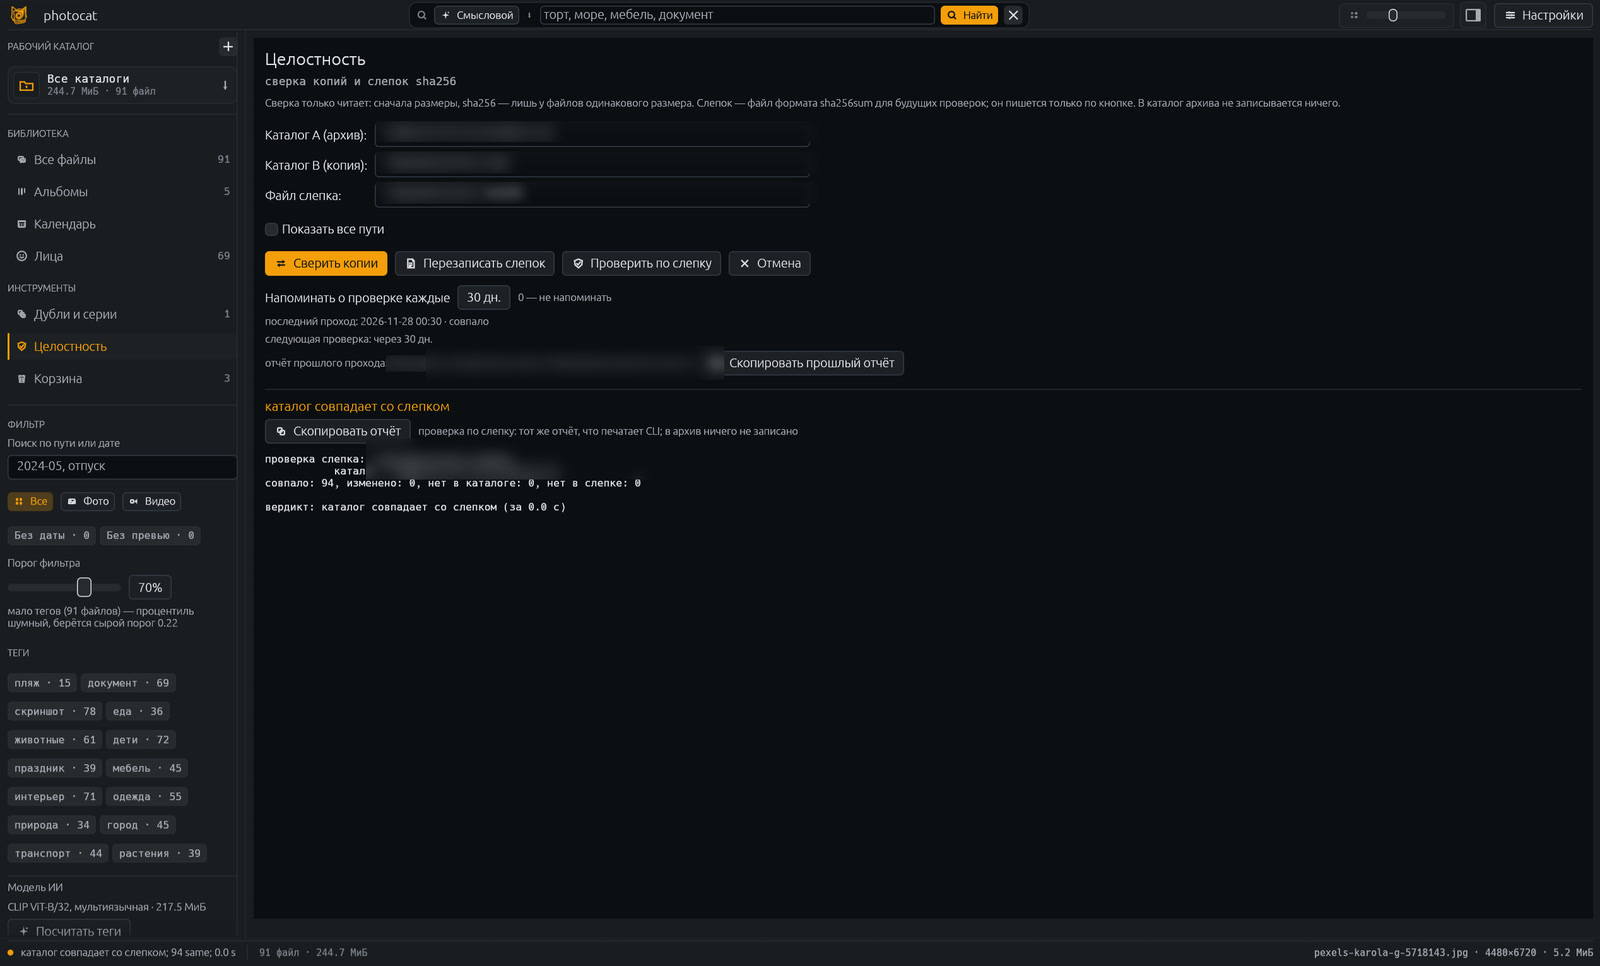 photocat
Смысловой
торт, море, мебель, документ
Найти
Настройки
РАБОЧИЙ КАТАЛОГ
Все каталоги
244.7 МиБ · 91 файл
БИБЛИОТЕКА
Все файлы 91
Альбомы 5
Календарь
Лица 69
ИНСТРУМЕНТЫ
Дубли и серии 1
Целостность
Корзина 3
ФИЛЬТР
Поиск по пути или дате
2024-05, отпуск
Все Фото Видео
Без даты · 0 Без превью · 0
Порог фильтра
70%
мало тегов (91 файлов) — процентиль
шумный, берётся сырой порог 0.22
ТЕГИ
пляж · 15 документ · 69
скриншот · 78 еда · 36
животные · 61 дети · 72
праздник · 39 мебель · 45
интерьер · 71 одежда · 55
природа · 34 город · 45
транспорт · 44 растения · 39
Модель ИИ
CLIP ViT-B/32, мультиязычная · 217.5 МиБ
Посчитать теги
Целостность
сверка копий и слепок sha256
Сверка только читает: сначала размеры, sha256 — лишь у файлов одинакового размера. Слепок — файл формата sha256sum для будущих проверок; он пишется только по кнопке. В каталог архива не записывается ничего.
Каталог A (архив):
Каталог B (копия):
Файл слепка:
Показать все пути
Сверить копии Перезаписать слепок Проверить по слепку Отмена
Напоминать о проверке каждые 30 дн. 0 — не напоминать
последний проход: 2026-11-28 00:30 · совпало
следующая проверка: через 30 дн.
отчёт прошлого прохода Скопировать прошлый отчёт
каталог совпадает со слепком
Скопировать отчёт проверка по слепку: тот же отчёт, что печатает CLI; в архив ничего не записано
проверка слепка:
катал
совпало: 94, изменено: 0, нет в каталоге: 0, нет в слепке: 0
вердикт: каталог совпадает со слепком (за 0.0 с)
каталог совпадает со слепком; 94 same; 0.0 s
91 файл · 244.7 МиБ
pexels-karola-g-5718143.jpg · 4480×6720 · 5.2 МиБ